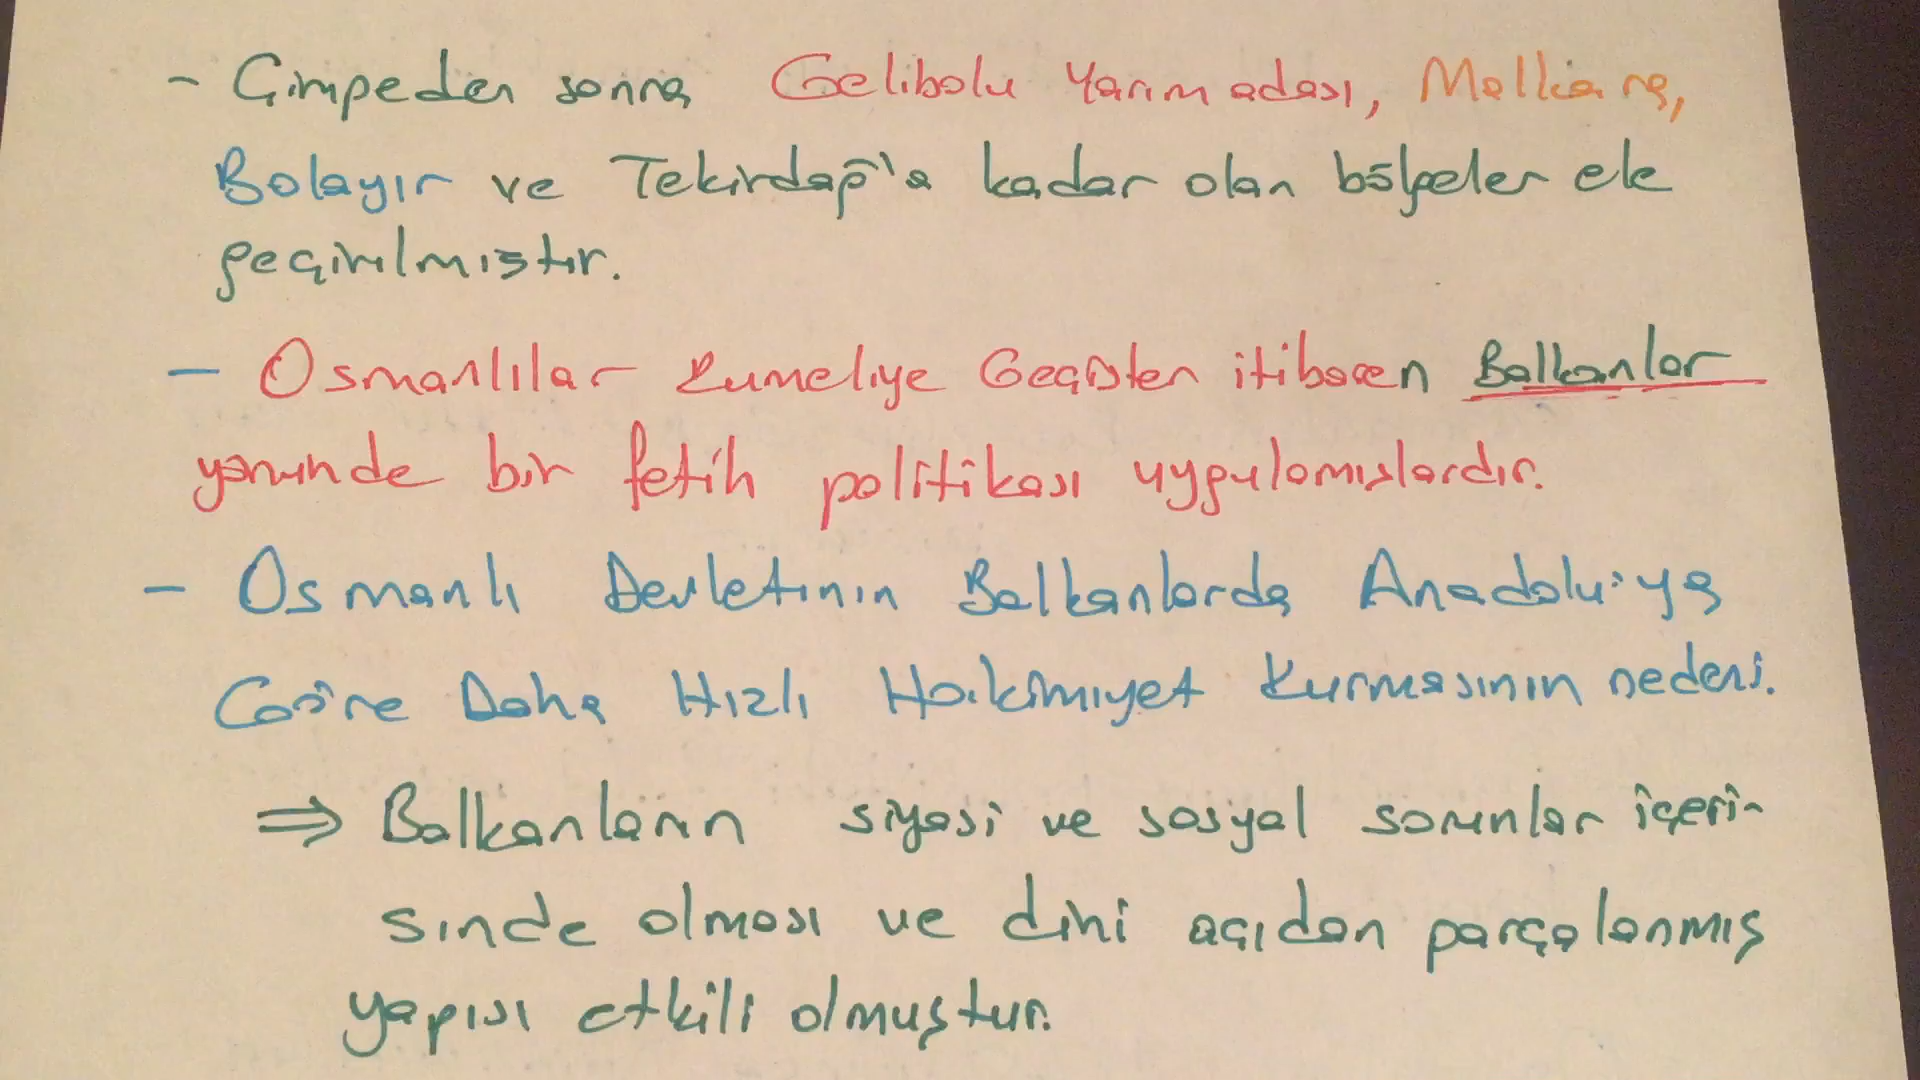 - Çimpeden sonra Gelibolu Yarımadası, Malkara,
Bolayır ve Tekirdağ'a kadar olan bölgeler ele
geçirilmiştir.
- Osmanlılar Rumeliye Geçişten itibaren Balkanlar
yönünde bir fetih politikası uygulamışlardır.
- Osmanlı Devletinin Balkanlarda Anadolu'ya
Göre Daha Hızlı Hakimiyet Kurmasının nedeni.
⇒ Balkanların siyasi ve sosyal sorunlar içeri-
sinde olması ve dini açıdan parçalanmış
yapısı etkili olmuştur.